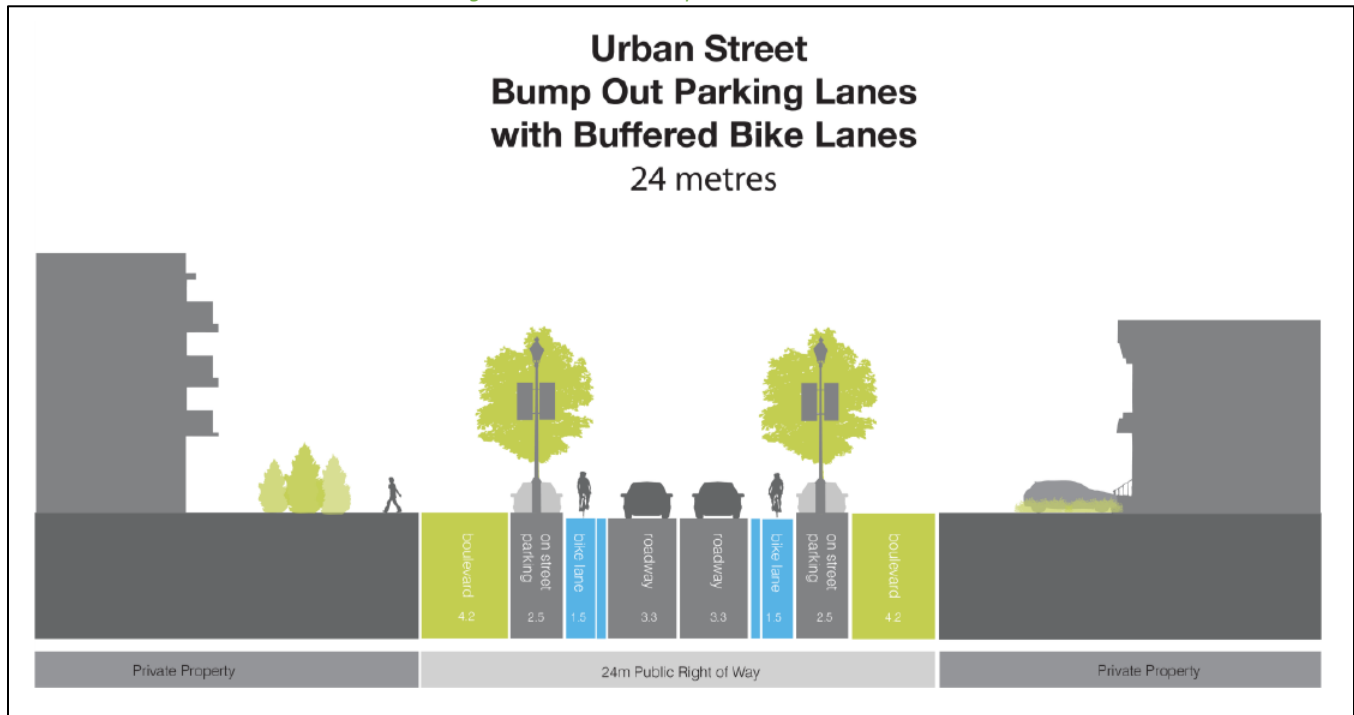 Urban Street
Bump Out Parking Lanes
with Buffered Bike Lanes
24 metres
boulevard
4.2
on street
parking
2.5
bike lane
1.5
roadway
3.3
roadway
3.3
bike lane
1.5
on street
parking
2.5
boulevard
4.2
Private Property
24m Public Right of Way
Private Property